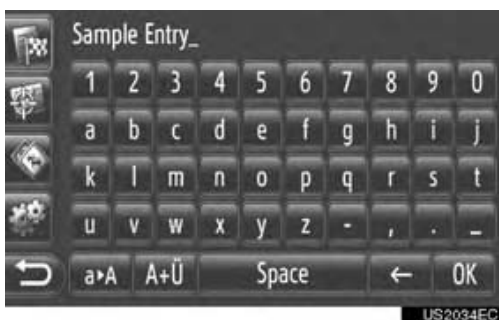 Sample Entry_
1 2 3 4 5 6 7 8 9 0
a b c d e f g h i j
k l m n o p q r s t
u v w x y z - , . _
a▸A A+Ü Space ← OK
US2034EC